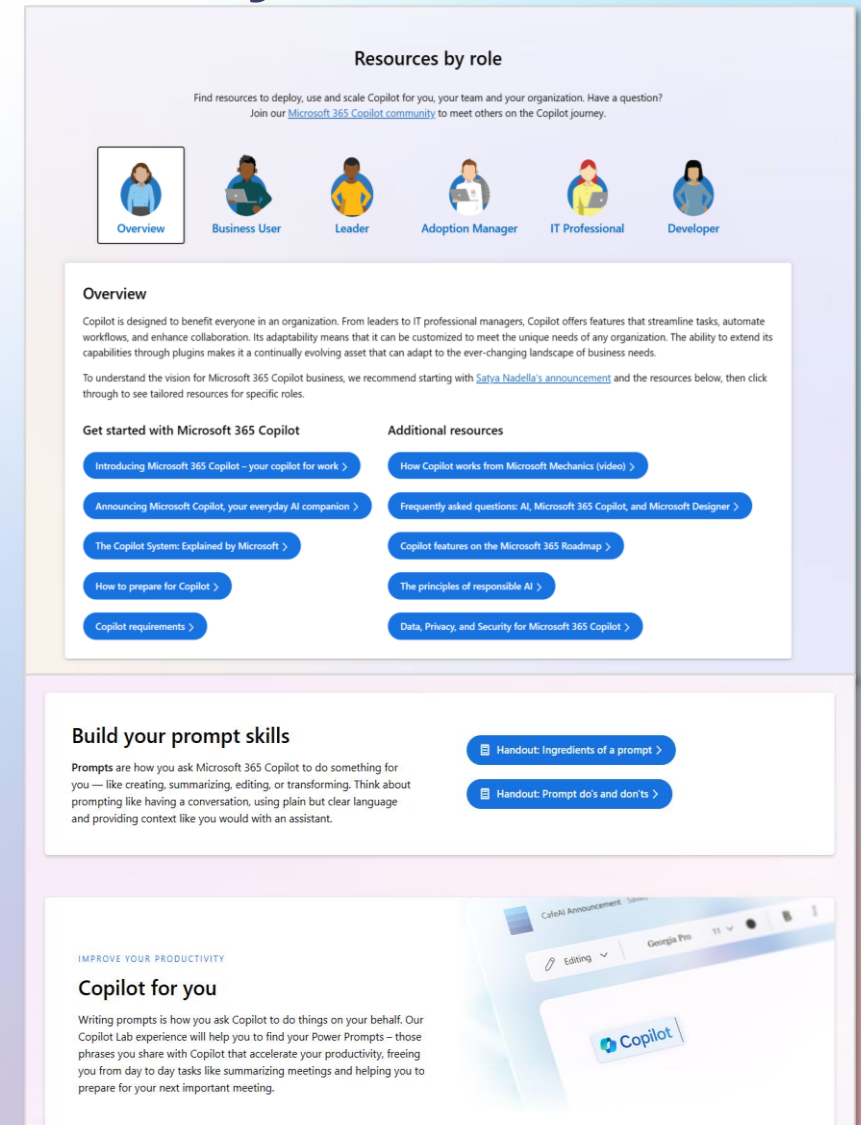 Resources by role
Find resources to deploy, use and scale Copilot for you, your team and your organization. Have a question?
Join our Microsoft 365 Copilot community to meet others on the Copilot journey.
Overview
Business User
Leader
Adoption Manager
IT Professional
Developer
Overview
Copilot is designed to benefit everyone in an organization. From leaders to IT professional managers, Copilot offers features that streamline tasks, automate
workflows, and enhance collaboration. Its adaptability means that it can be customized to meet the unique needs of any organization. The ability to extend its
capabilities through plugins makes it a continually evolving asset that can adapt to the ever-changing landscape of business needs.
To understand the vision for Microsoft 365 Copilot business, we recommend starting with Satya Nadella's announcement and the resources below, then click
through to see tailored resources for specific roles.
Get started with Microsoft 365 Copilot
Introducing Microsoft 365 Copilot – your copilot for work >
Announcing Microsoft Copilot, your everyday AI companion >
The Copilot System: Explained by Microsoft >
How to prepare for Copilot >
Copilot requirements >
Additional resources
How Copilot works from Microsoft Mechanics (video) >
Frequently asked questions: AI, Microsoft 365 Copilot, and Microsoft Designer >
Copilot features on the Microsoft 365 Roadmap >
The principles of responsible AI >
Data, Privacy, and Security for Microsoft 365 Copilot >
Build your prompt skills
Prompts are how you ask Microsoft 365 Copilot to do something for
you — like creating, summarizing, editing, or transforming. Think about
prompting like having a conversation, using plain but clear language
and providing context like you would with an assistant.
Handout: Ingredients of a prompt >
Handout: Prompt do's and don'ts >
IMPROVE YOUR PRODUCTIVITY
Copilot for you
Writing prompts is how you ask Copilot to do things on your behalf. Our
Copilot Lab experience will help you to find your Power Prompts – those
phrases you share with Copilot that accelerate your productivity, freeing
you from day to day tasks like summarizing meetings and helping you to
prepare for your next important meeting.
CafeAI Announcement
Editing
Georgia Pro
11
B
Copilot